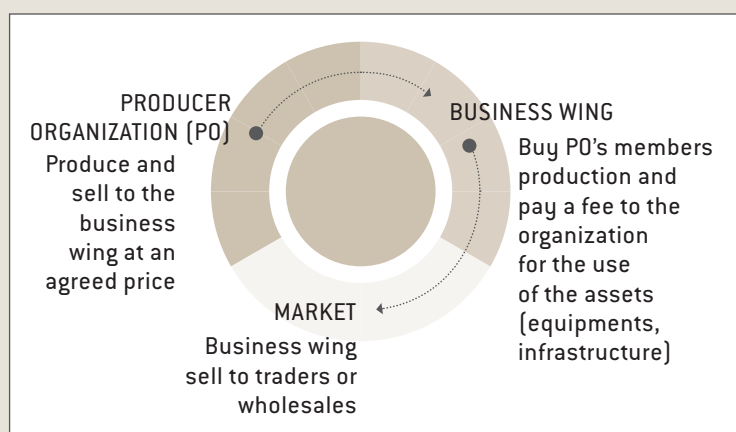 PRODUCER
ORGANIZATION (PO)
Produce and
sell to the
business
wing at an
agreed price
BUSINESS WING
Buy PO's members
production and
pay a fee to the
organization
for the use
of the assets
(equipments,
infrastructure)
MARKET
Business wing
sell to traders or
wholesales